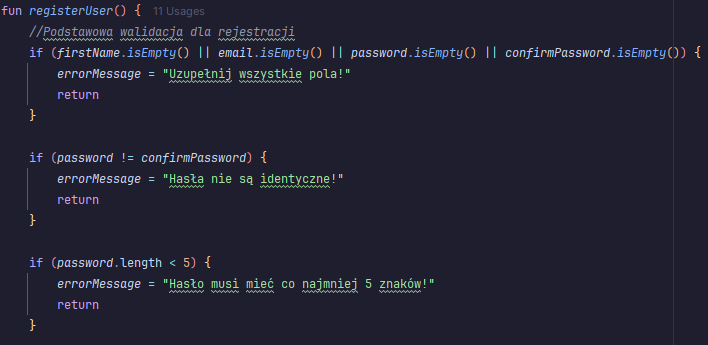 fun registerUser() { 11 Usages
//Podstawowa walidacja dla rejestracji
if (firstName.isEmpty() || email.isEmpty() || password.isEmpty() || confirmPassword.isEmpty()) {
errorMessage = "Uzupełnij wszystkie pola!"
return
}
if (password != confirmPassword) {
errorMessage = "Hasła nie są identyczne!"
return
}
if (password.length < 5) {
errorMessage = "Hasło musi mieć co najmniej 5 znaków!"
return
}